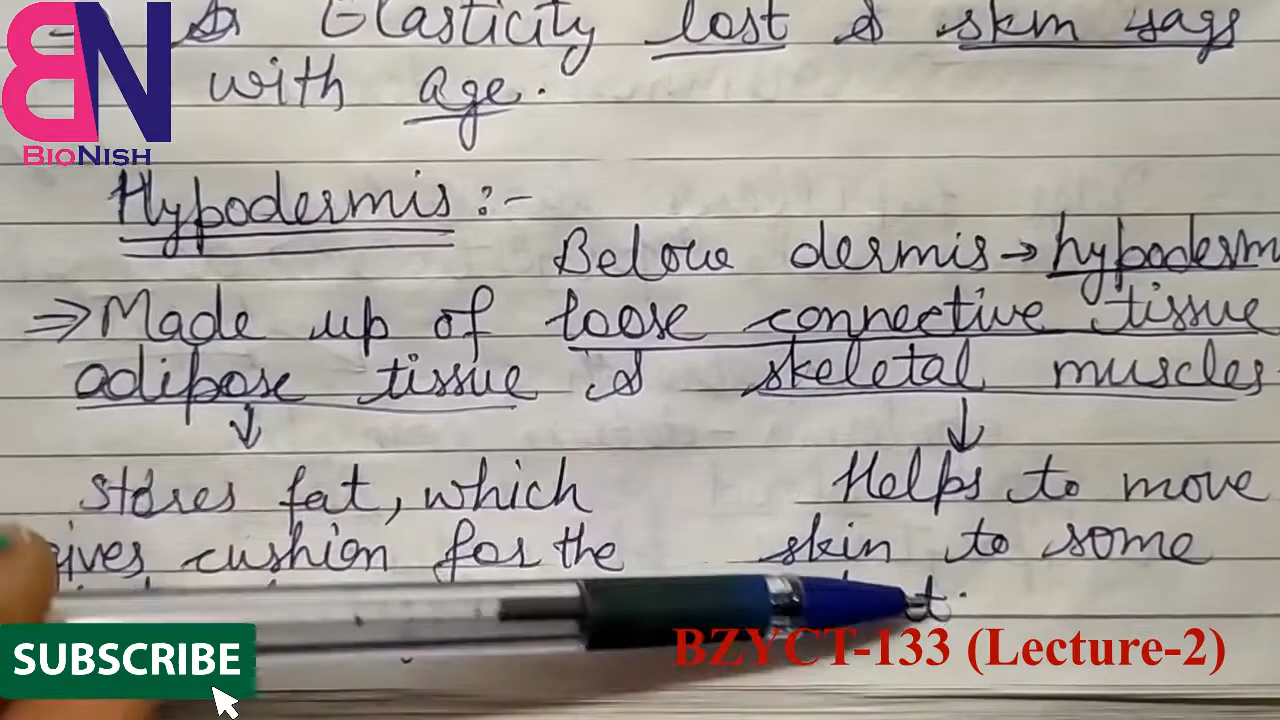 Elasticity lost & skin sags
with age.
BN
BIONISH
Hypodermis :-
Below dermis → hypoderm
⇒ Made up of loose connective tissue
adipose tissue & skeletal muscles
↓ ↓
stores fat, which Helps to move
gives cushion for the skin to some
SUBSCRIBE
BZYCT-133 (Lecture-2)